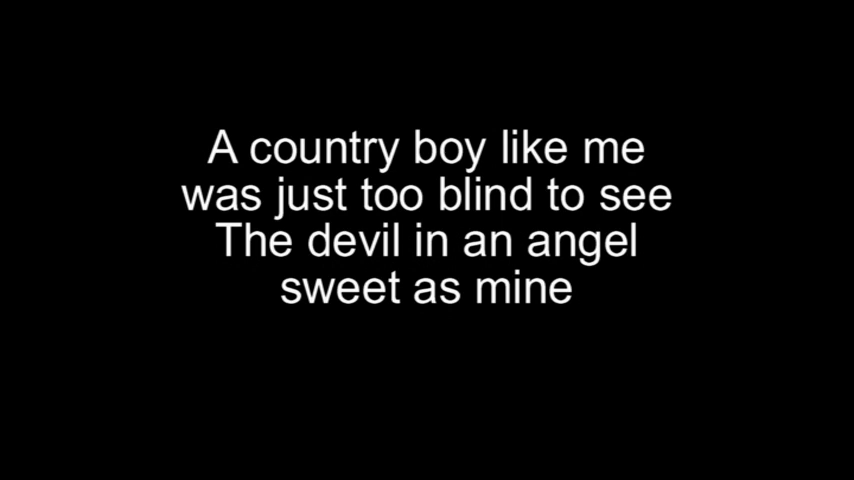 A country boy like me
was just too blind to see
The devil in an angel
sweet as mine